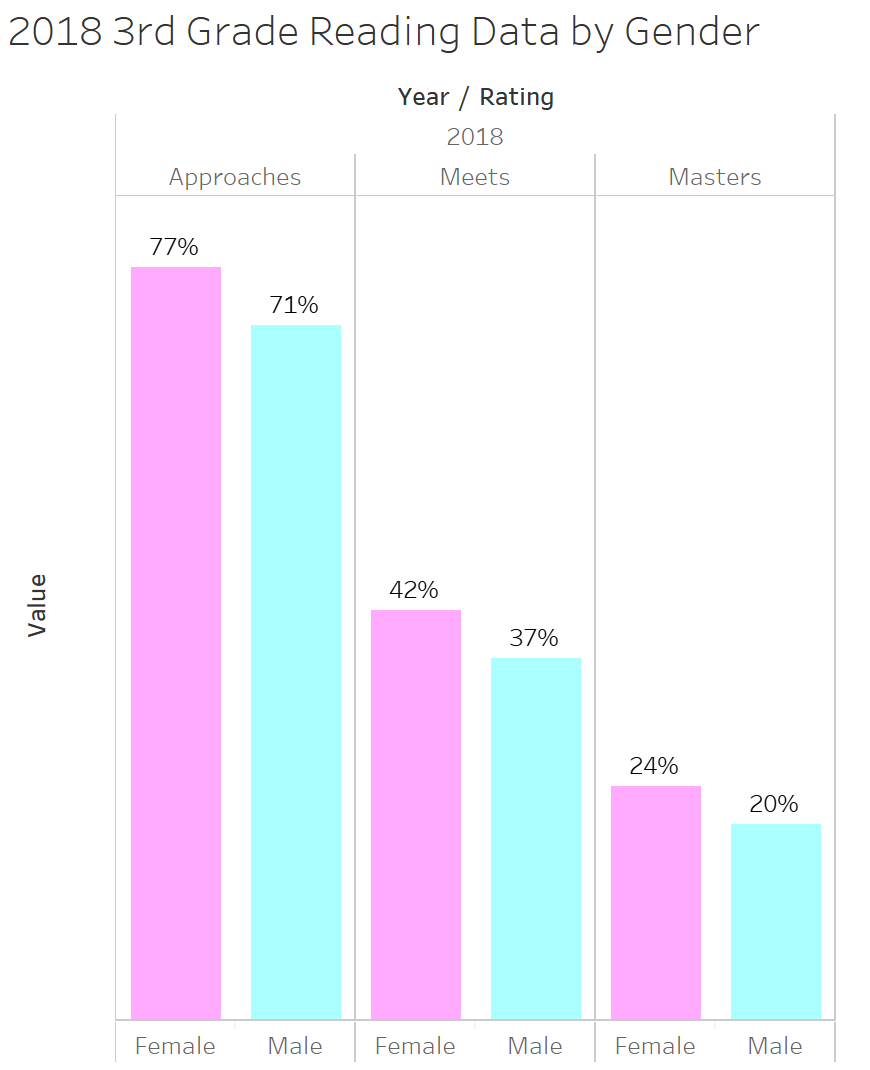 2018 3rd Grade Reading Data by Gender
Year / Rating
2018
Approaches Meets Masters
77%
71%
42%
37%
24%
20%
Value
Female Male Female Male Female Male